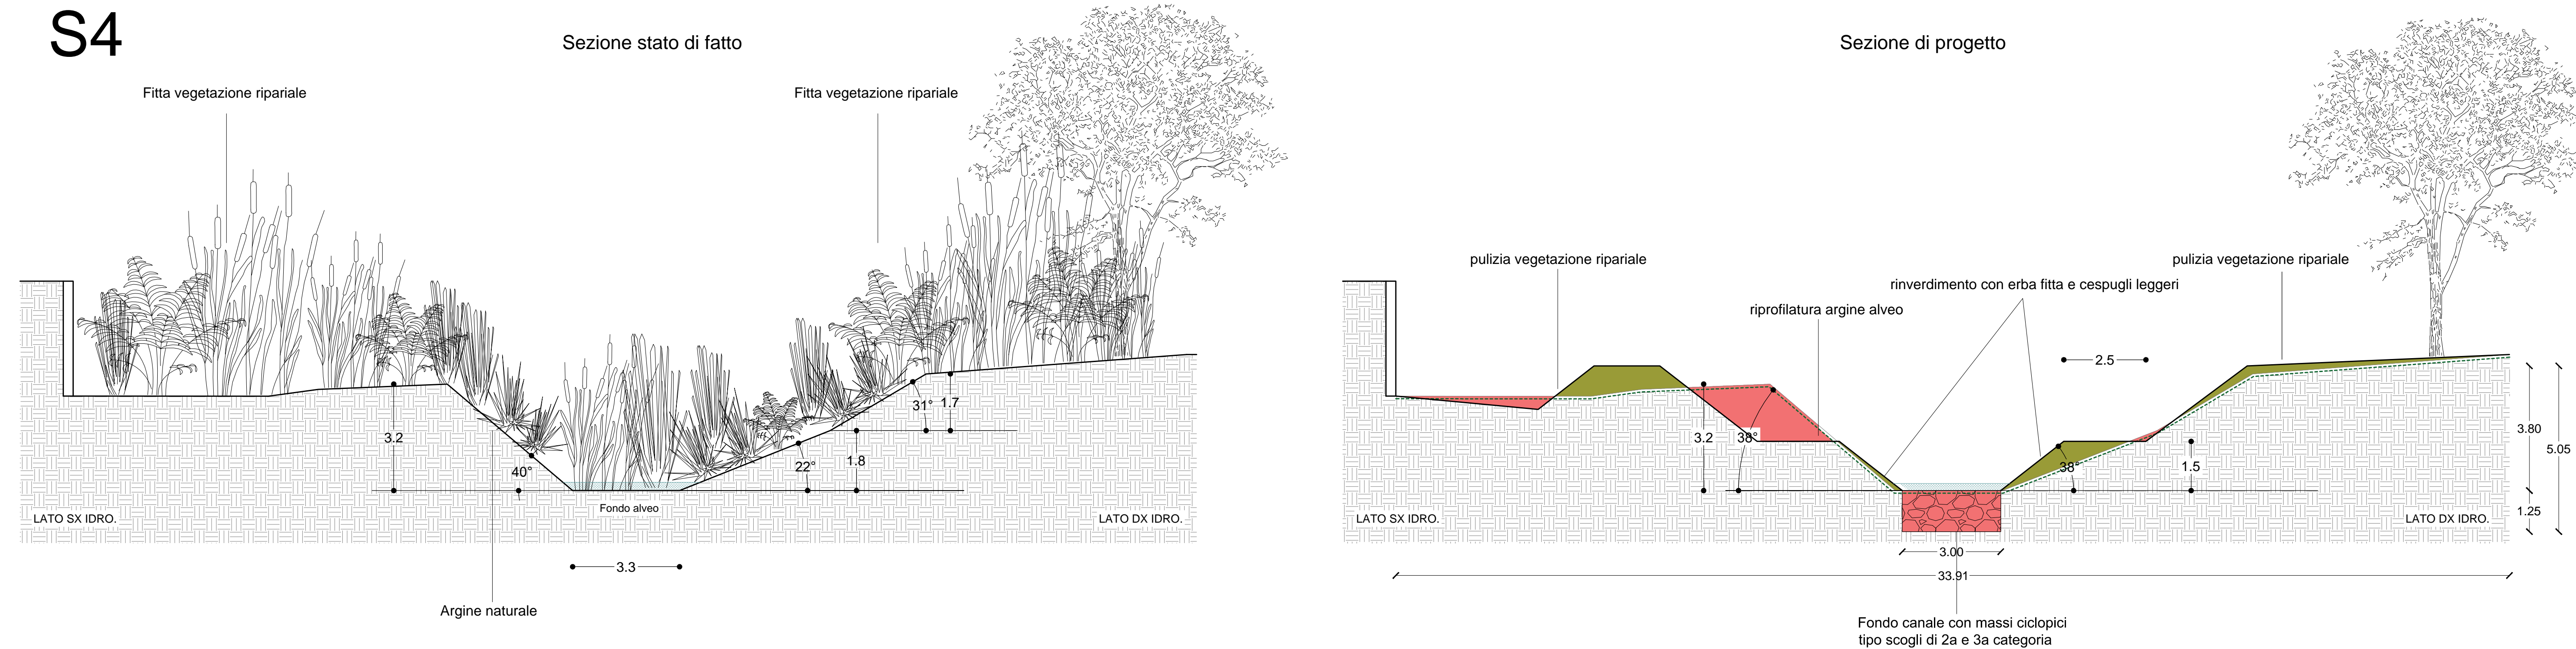 S4
Sezione stato di fatto
Fitta vegetazione ripariale
Fitta vegetazione ripariale
3.2
40°
22°
1.8
31°
1.7
Fondo alveo
LATO SX IDRO.
LATO DX IDRO.
3.3
Argine naturale
Sezione di progetto
pulizia vegetazione ripariale
pulizia vegetazione ripariale
rinverdimento con erba fitta e cespugli leggeri
riprofilatura argine alveo
2.5
3.2
38°
38°
1.5
3.80
5.05
1.25
LATO SX IDRO.
LATO DX IDRO.
3.00
33.91
Fondo canale con massi ciclopici
tipo scogli di 2a e 3a categoria